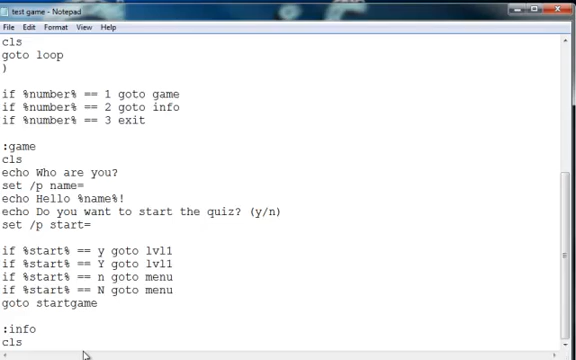 test game - Notepad
File Edit Format View Help
cls
goto loop
)
if %number% == 1 goto game
if %number% == 2 goto info
if %number% == 3 exit
:game
cls
echo Who are you?
set /p name=
echo Hello %name%!
echo Do you want to start the quiz? (y/n)
set /p start=
if %start% == y goto lvl1
if %start% == Y goto lvl1
if %start% == n goto menu
if %start% == N goto menu
goto startgame
:info
cls